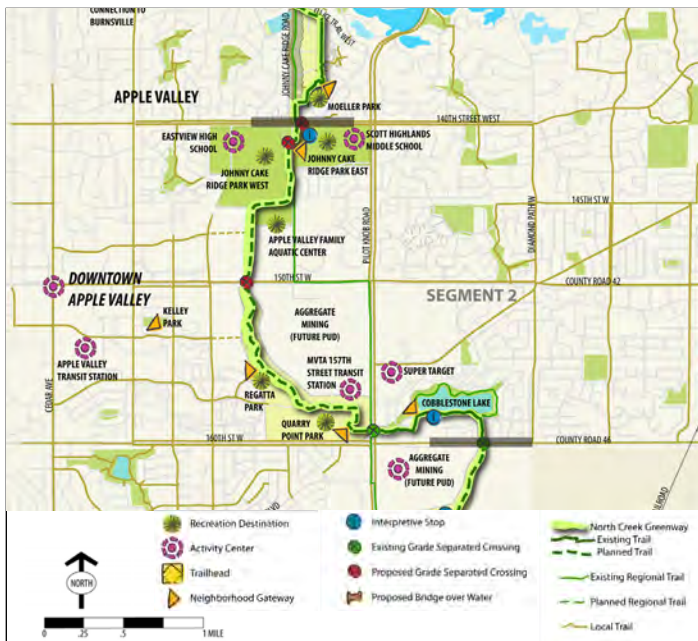 CONNECTION TO
BURNSVILLE
JOHNNY CAKE RIDGE ROAD
TRAIL WEST
APPLE VALLEY
MOELLER PARK
140TH STREET WEST
EASTVIEW HIGH
SCHOOL
SCOTT HIGHLANDS
MIDDLE SCHOOL
JOHNNY CAKE
RIDGE PARK WEST
JOHNNY CAKE
RIDGE PARK EAST
145TH ST W
PILOT KNOB ROAD
DIAMOND PATH W
APPLE VALLEY FAMILY
AQUATIC CENTER
150TH ST W
COUNTY ROAD 42
DOWNTOWN
APPLE VALLEY
SEGMENT 2
KELLEY
PARK
AGGREGATE
MINING
(FUTURE PUD)
APPLE VALLEY
TRANSIT STATION
MVTA 157TH
STREET TRANSIT
STATION
SUPER TARGET
CEDAR AVE
REGATTA
PARK
COBBLESTONE LAKE
QUARRY
POINT PARK
160TH ST W
COUNTY ROAD 46
AGGREGATE
MINING
(FUTURE PUD)
Recreation Destination
Activity Center
Trailhead
Neighborhood Gateway
Interpretive Stop
Existing Grade Separated Crossing
Proposed Grade Separated Crossing
Proposed Bridge over Water
North Creek Greenway
Existing Trail
Planned Trail
Existing Regional Trail
Planned Regional Trail
Local Trail
NORTH
0 .25 .5 1 MILE